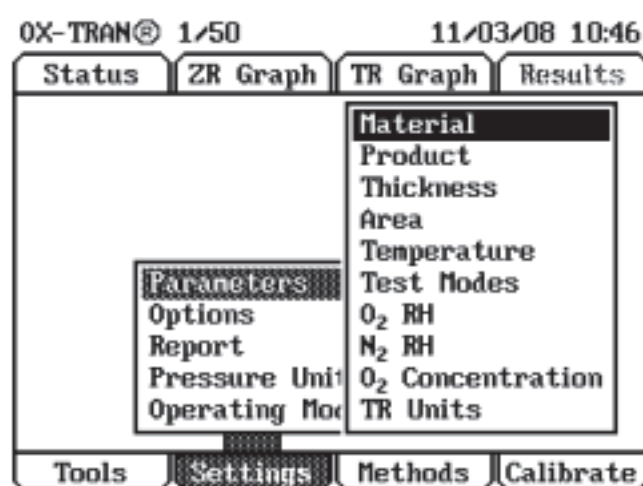 OX-TRAN® 1/50 11/03/08 10:46
Status ZR Graph TR Graph Results
Material
Product
Thickness
Area
Temperature
Test Modes
O₂ RH
N₂ RH
O₂ Concentration
TR Units
Parameters
Options
Report
Pressure Unit
Operating Mod
Tools Settings Methods Calibrate